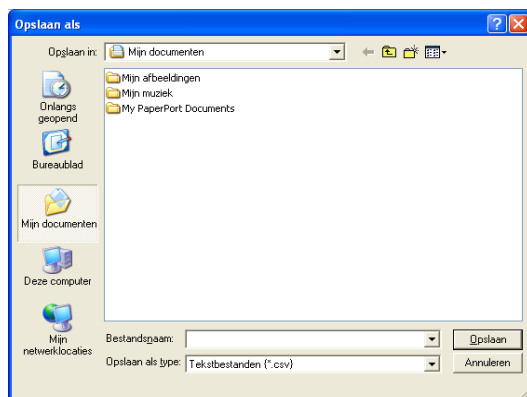 Opslaan als
Opslaan in:
Mijn documenten
Onlangs
geopend
Bureaublad
Mijn documenten
Deze computer
Mijn
netwerklocaties
Mijn afbeeldingen
Mijn muziek
My PaperPort Documents
Bestandsnaam:
Opslaan
Opslaan als type:
Tekstbestanden {*.csv}
Annuleren